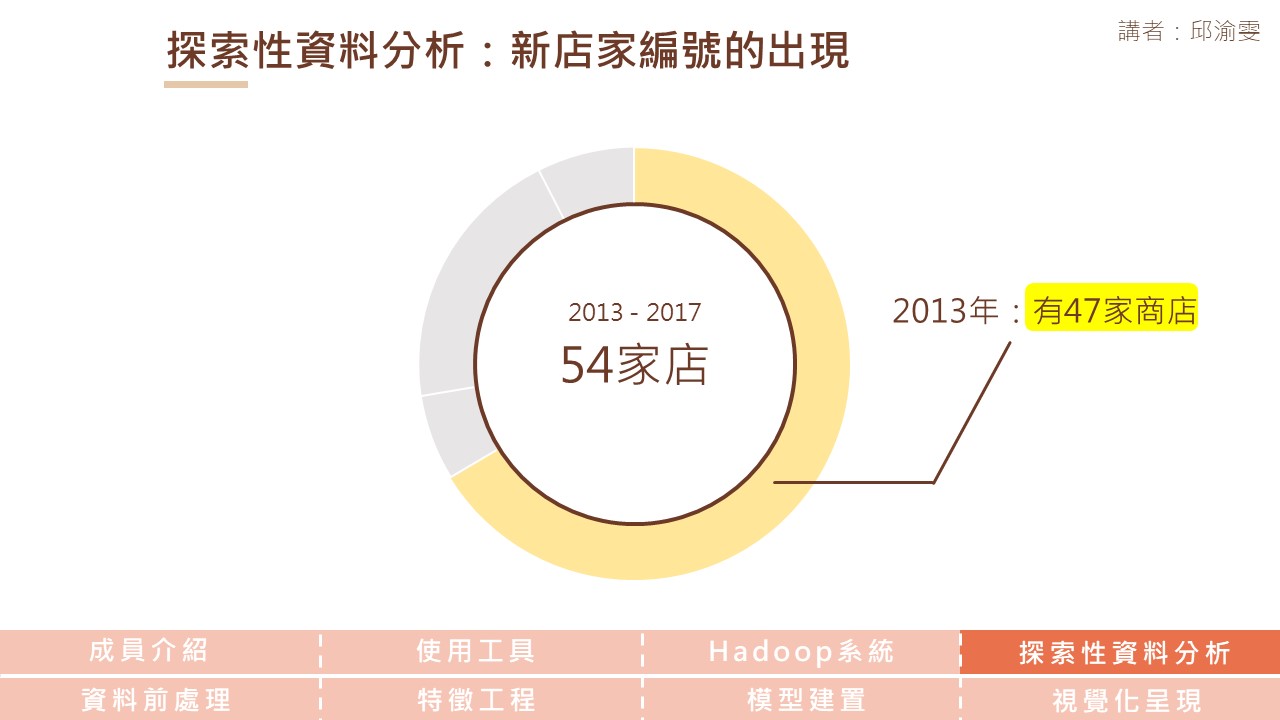 探索性資料分析：新店家編號的出現
講者：邱渝雯
2013 - 2017
54家店
2013年：有47家商店
成員介紹
使用工具
Hadoop系統
探索性資料分析
資料前處理
特徵工程
模型建置
視覺化呈現